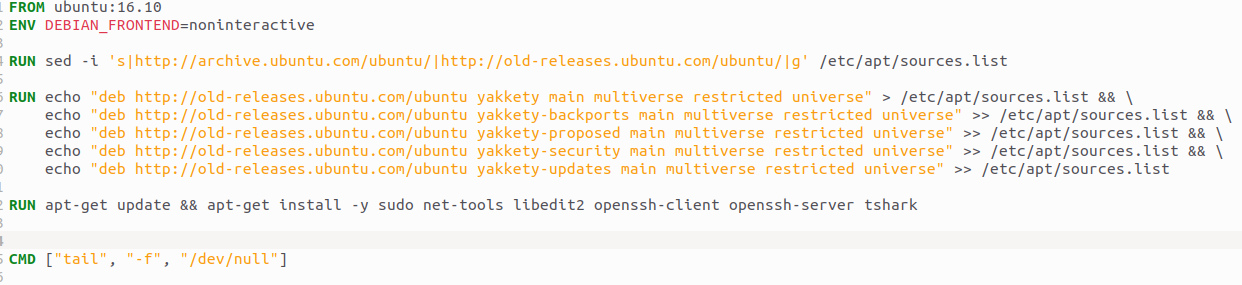 FROM ubuntu:16.10
ENV DEBIAN_FRONTEND=noninteractive
RUN sed -i 's|http://archive.ubuntu.com/ubuntu/|http://old-releases.ubuntu.com/ubuntu/|g' /etc/apt/sources.list
RUN echo "deb http://old-releases.ubuntu.com/ubuntu yakkety main multiverse restricted universe" > /etc/apt/sources.list && \
echo "deb http://old-releases.ubuntu.com/ubuntu yakkety-backports main multiverse restricted universe" >> /etc/apt/sources.list && \
echo "deb http://old-releases.ubuntu.com/ubuntu yakkety-proposed main multiverse restricted universe" >> /etc/apt/sources.list && \
echo "deb http://old-releases.ubuntu.com/ubuntu yakkety-security main multiverse restricted universe" >> /etc/apt/sources.list && \
echo "deb http://old-releases.ubuntu.com/ubuntu yakkety-updates main multiverse restricted universe" >> /etc/apt/sources.list
RUN apt-get update && apt-get install -y sudo net-tools libedit2 openssh-client openssh-server tshark
CMD ["tail", "-f", "/dev/null"]